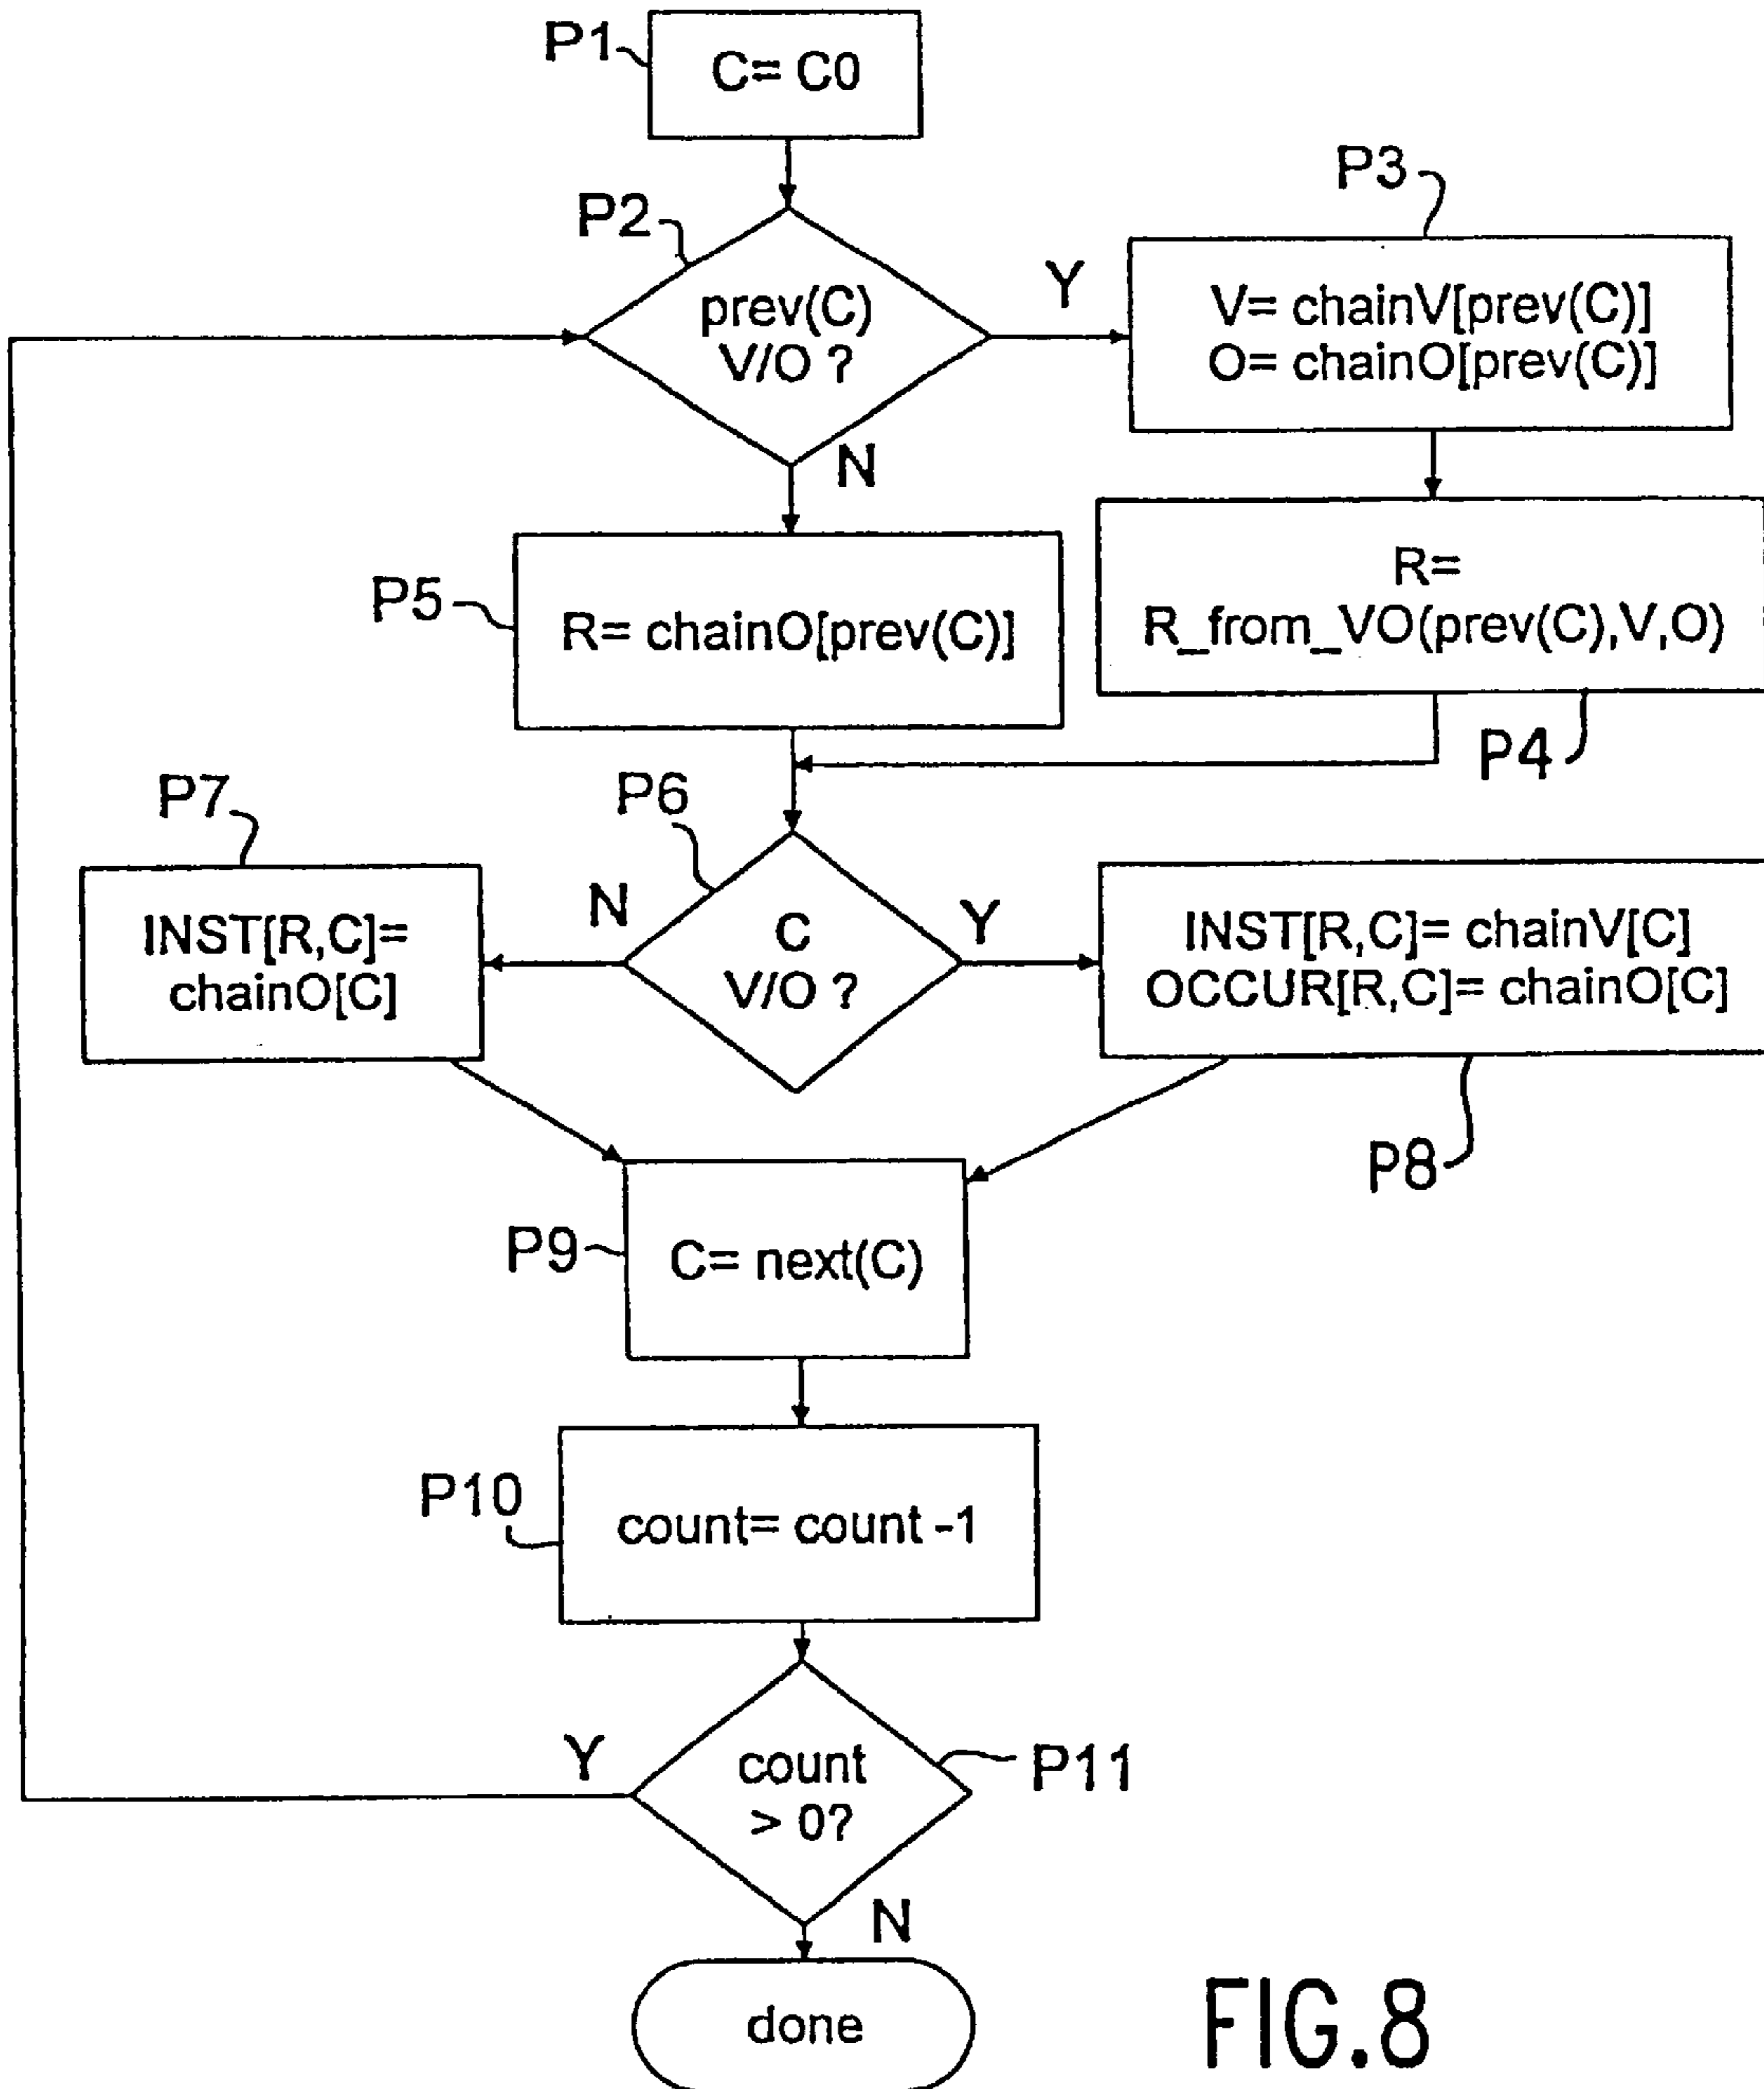 P1
C= C0
P2
prev(C)
V/O ?
Y
N
P3
V= chainV[prev(C)]
O= chainO[prev(C)]
R=
R_from_VO(prev(C),V,O)
P4
P5
R= chainO[prev(C)]
P6
C
V/O ?
N
Y
P7
INST[R,C]=
chainO[C]
INST[R,C]= chainV[C]
OCCUR[R,C]= chainO[C]
P8
P9
C= next(C)
P10
count= count -1
Y
count
> 0?
P11
N
done
FIG.8